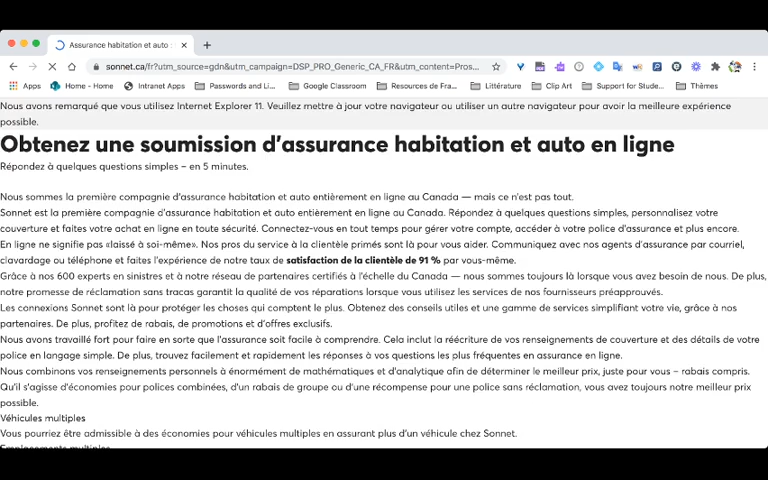 Assurance habitation et auto :
sonnet.ca/fr?utm_source=gdn&utm_campaign=DSP_PRO_Generic_CA_FR&utm_content=Pros...
Apps Home - Home Intranet Apps Passwords and Li... Google Classroom Resources de Fra... Littérature Clip Art Support for Stude... Thèmes
Nous avons remarqué que vous utilisez Internet Explorer 11. Veuillez mettre à jour votre navigateur ou utiliser un autre navigateur pour avoir la meilleure expérience
possible.
Obtenez une soumission d'assurance habitation et auto en ligne
Répondez à quelques questions simples – en 5 minutes.
Nous sommes la première compagnie d'assurance habitation et auto entièrement en ligne au Canada — mais ce n'est pas tout.
Sonnet est la première compagnie d'assurance habitation et auto entièrement en ligne au Canada. Répondez à quelques questions simples, personnalisez votre
couverture et faites votre achat en ligne en toute sécurité. Connectez-vous en tout temps pour gérer votre compte, accéder à votre police d'assurance et plus encore.
En ligne ne signifie pas «laissé à soi-même». Nos pros du service à la clientèle primés sont là pour vous aider. Communiquez avec nos agents d'assurance par courriel,
clavardage ou téléphone et faites l'expérience de notre taux de satisfaction de la clientèle de 91 % par vous-même.
Grâce à nos 600 experts en sinistres et à notre réseau de partenaires certifiés à l'échelle du Canada — nous sommes toujours là lorsque vous avez besoin de nous. De plus,
notre promesse de réclamation sans tracas garantit la qualité de vos réparations lorsque vous utilisez les services de nos fournisseurs préapprouvés.
Les connexions Sonnet sont là pour protéger les choses qui comptent le plus. Obtenez des conseils utiles et une gamme de services simplifiant votre vie, grâce à nos
partenaires. De plus, profitez de rabais, de promotions et d'offres exclusifs.
Nous avons travaillé fort pour faire en sorte que l'assurance soit facile à comprendre. Cela inclut la réécriture de vos renseignements de couverture et des détails de votre
police en langage simple. De plus, trouvez facilement et rapidement les réponses à vos questions les plus fréquentes en assurance en ligne.
Nous combinons vos renseignements personnels à énormément de mathématiques et d'analytique afin de déterminer le meilleur prix, juste pour vous – rabais compris.
Qu'il s'agisse d'économies pour polices combinées, d'un rabais de groupe ou d'une récompense pour une police sans réclamation, vous avez toujours notre meilleur prix
possible.
Véhicules multiples
Vous pourriez être admissible à des économies pour véhicules multiples en assurant plus d'un véhicule chez Sonnet.
Emplacements multiples